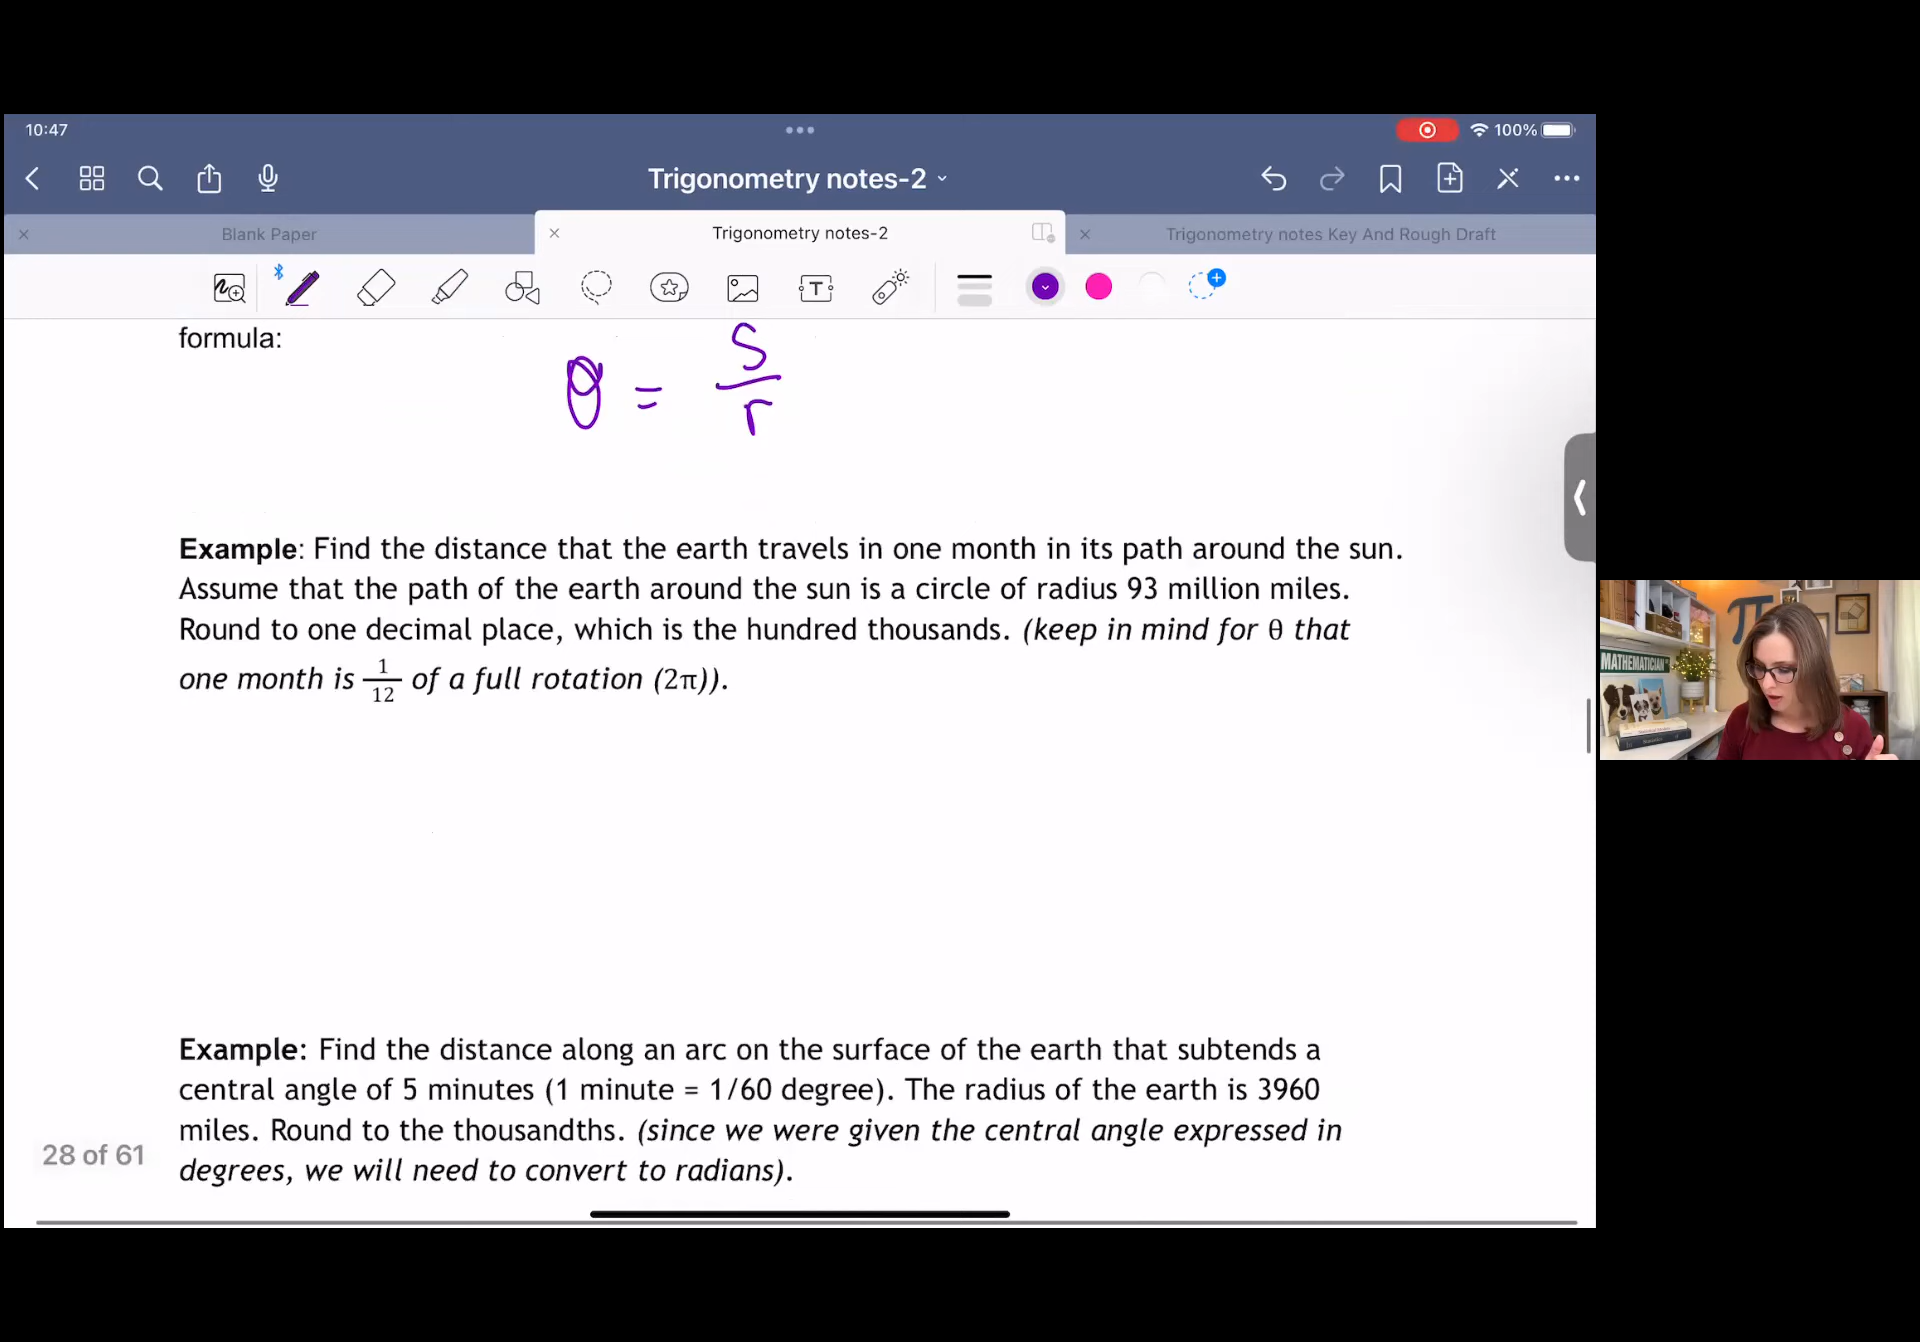 10:47
100%
Trigonometry notes-2
Blank Paper
Trigonometry notes-2
Trigonometry notes Key And Rough Draft
formula:
θ = s/r
Example: Find the distance that the earth travels in one month in its path around the sun.
Assume that the path of the earth around the sun is a circle of radius 93 million miles.
Round to one decimal place, which is the hundred thousands. (keep in mind for θ that
one month is 1/12 of a full rotation (2π)).
MATHEMATICIAN
Example: Find the distance along an arc on the surface of the earth that subtends a
central angle of 5 minutes (1 minute = 1/60 degree). The radius of the earth is 3960
miles. Round to the thousandths. (since we were given the central angle expressed in
degrees, we will need to convert to radians).
28 of 61